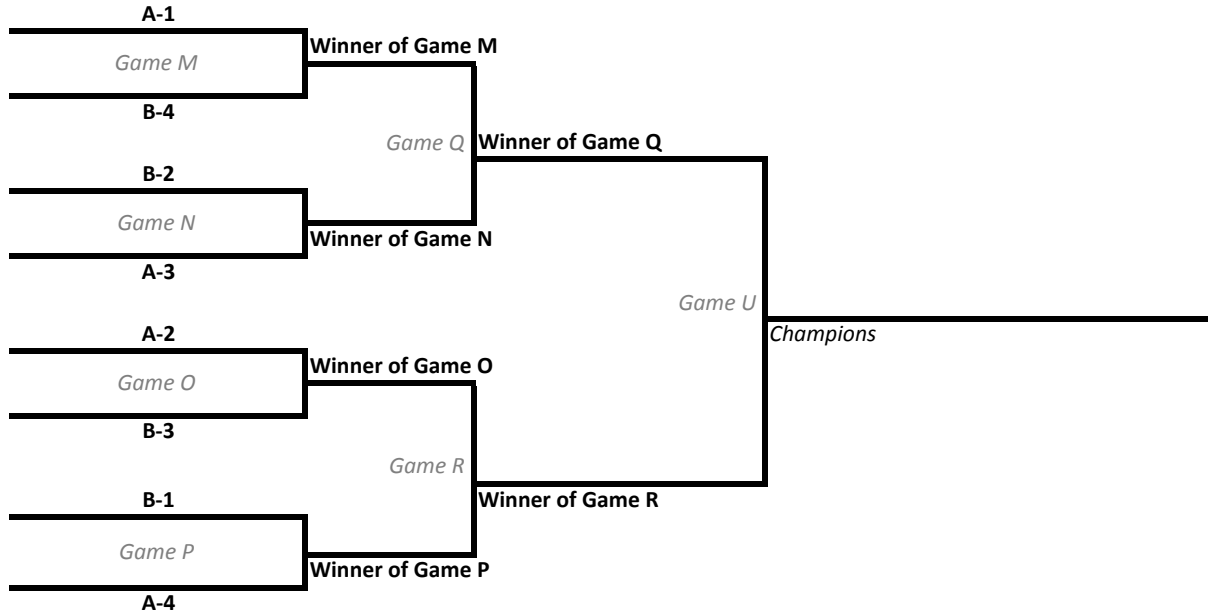 A-1
Winner of Game M
Game M
B-4
Game Q
Winner of Game Q
B-2
Game N
Winner of Game N
A-3
Game U
Champions
A-2
Winner of Game O
Game O
B-3
Game R
Winner of Game R
B-1
Game P
Winner of Game P
A-4